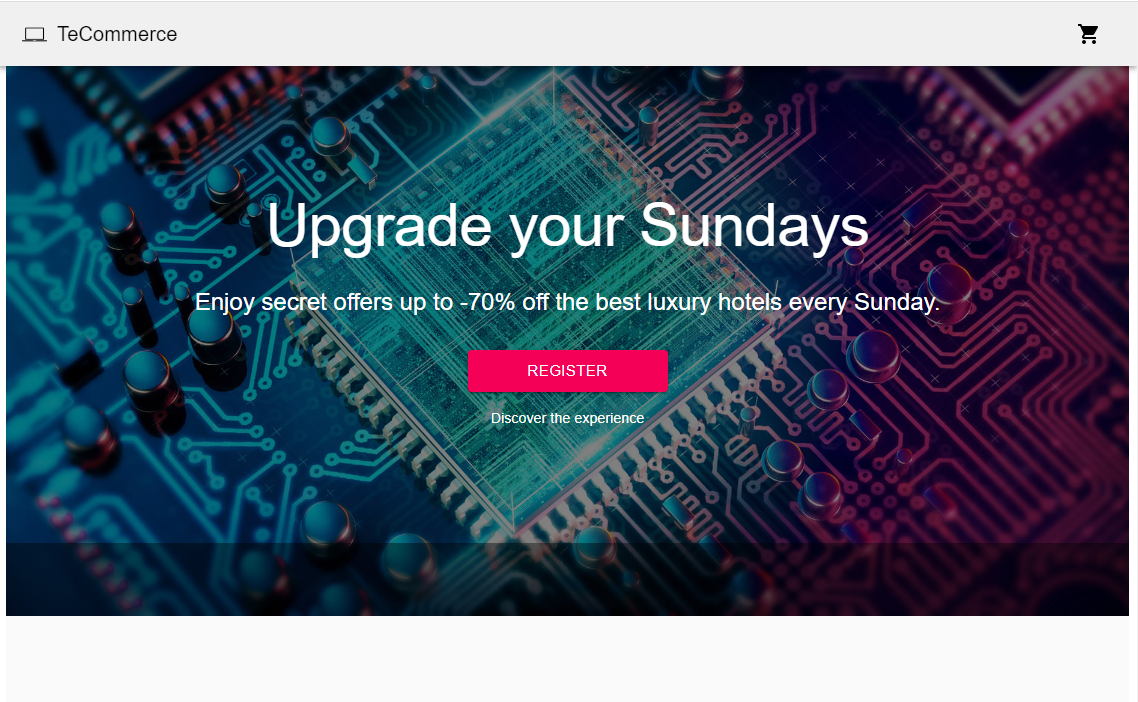 TeCommerce
Upgrade your Sundays
Enjoy secret offers up to -70% off the best luxury hotels every Sunday.
REGISTER
Discover the experience